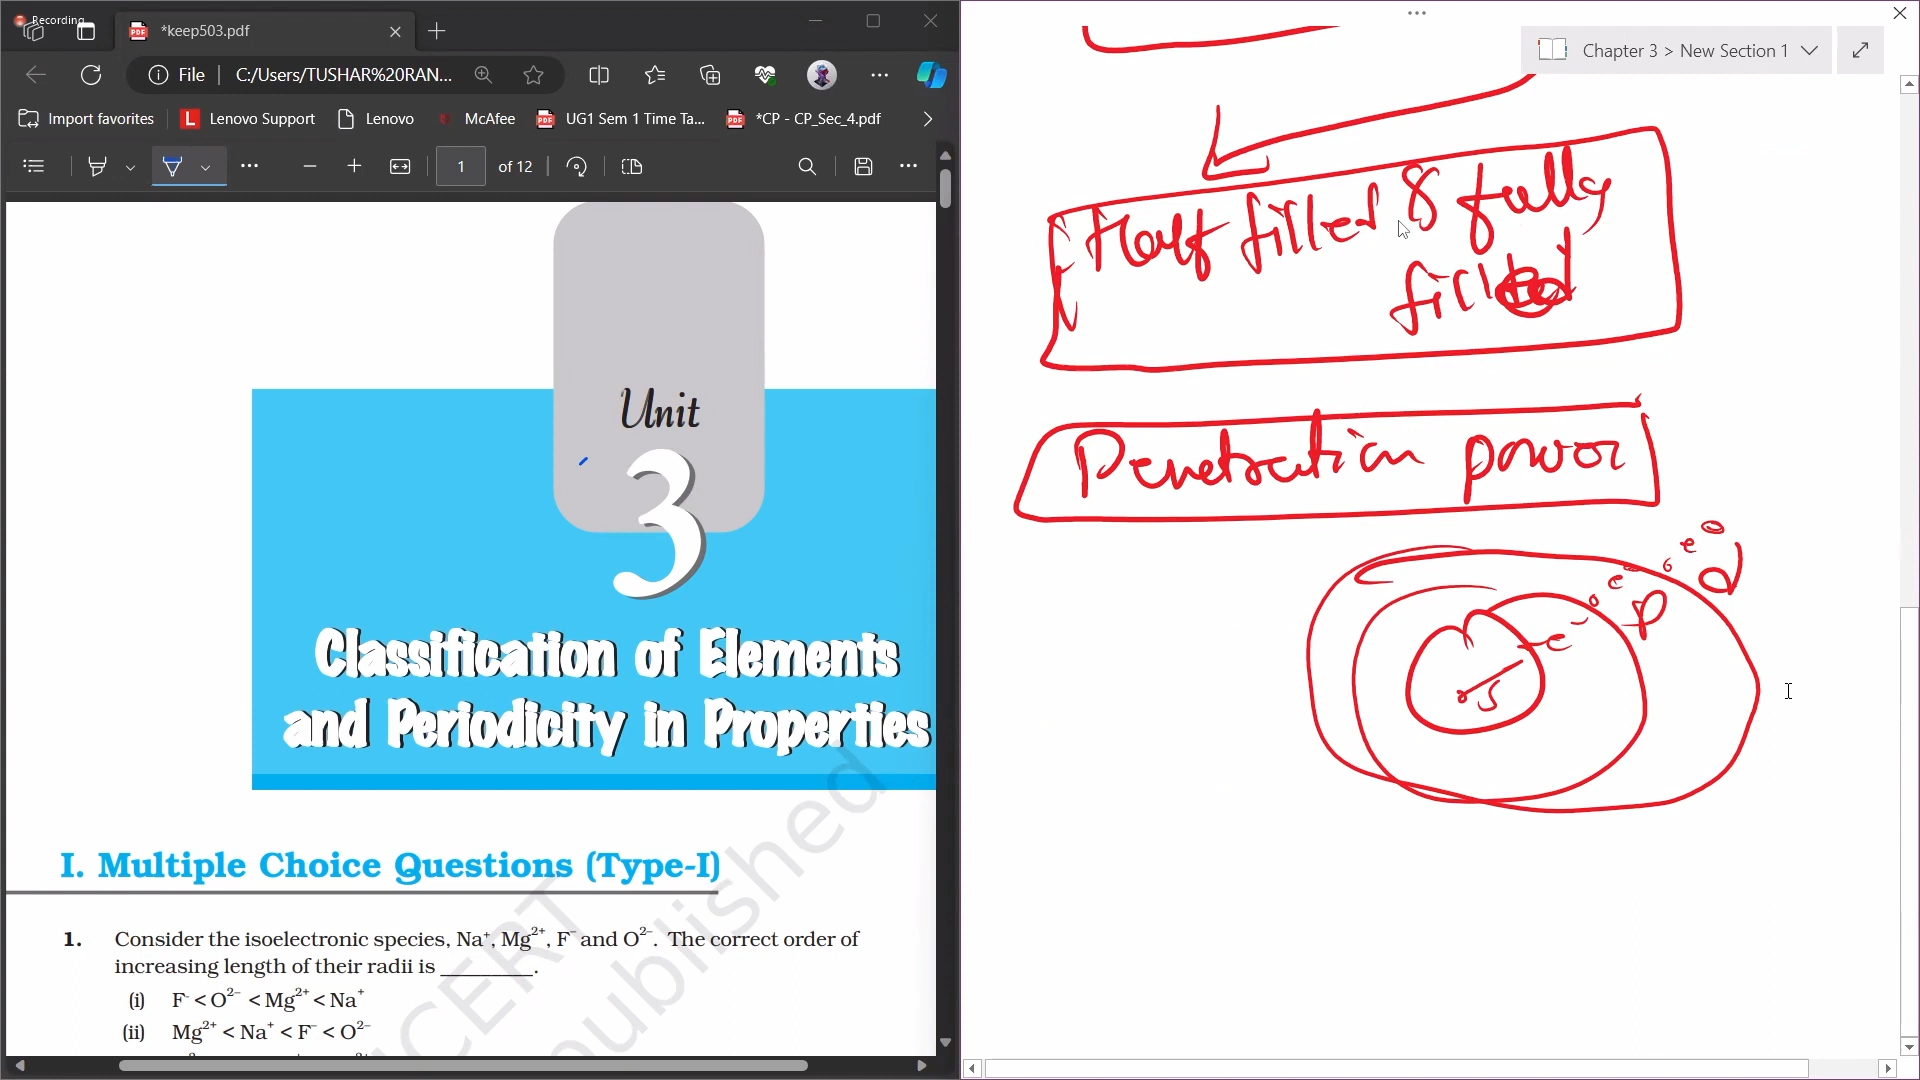 Recording
*keep503.pdf
File
C:/Users/TUSHAR%20RAN...
Import favorites
Lenovo Support
Lenovo
McAfee
UG1 Sem 1 Time Ta...
*CP - CP_Sec_4.pdf
1 of 12
Unit
3
Classification of Elements
and Periodicity in Properties
I. Multiple Choice Questions (Type-I)
1. Consider the isoelectronic species, Na⁺, Mg²⁺, F⁻ and O²⁻. The correct order of
increasing length of their radii is _________.
(i) F⁻ < O²⁻ < Mg²⁺ < Na⁺
(ii) Mg²⁺ < Na⁺ < F⁻ < O²⁻
NCERT
published
Chapter 3 > New Section 1
Half filled & fully
filled
Penetration power
s
e⁻
p
e⁻
d
e